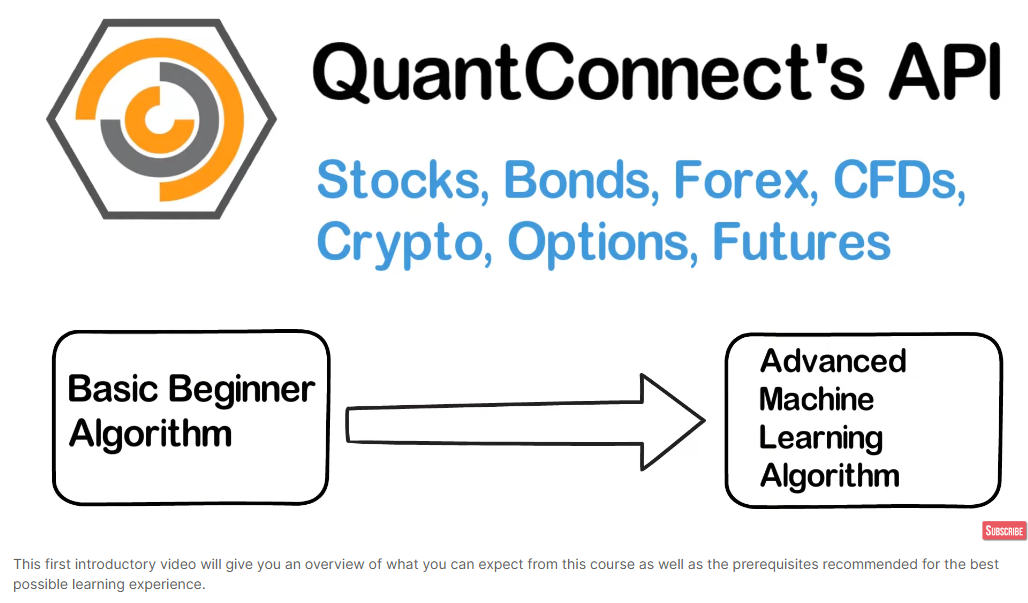 QuantConnect's API
Stocks, Bonds, Forex, CFDs,
Crypto, Options, Futures
Basic Beginner
Algorithm
Advanced
Machine
Learning
Algorithm
SUBSCRIBE
This first introductory video will give you an overview of what you can expect from this course as well as the prerequisites recommended for the best
possible learning experience.